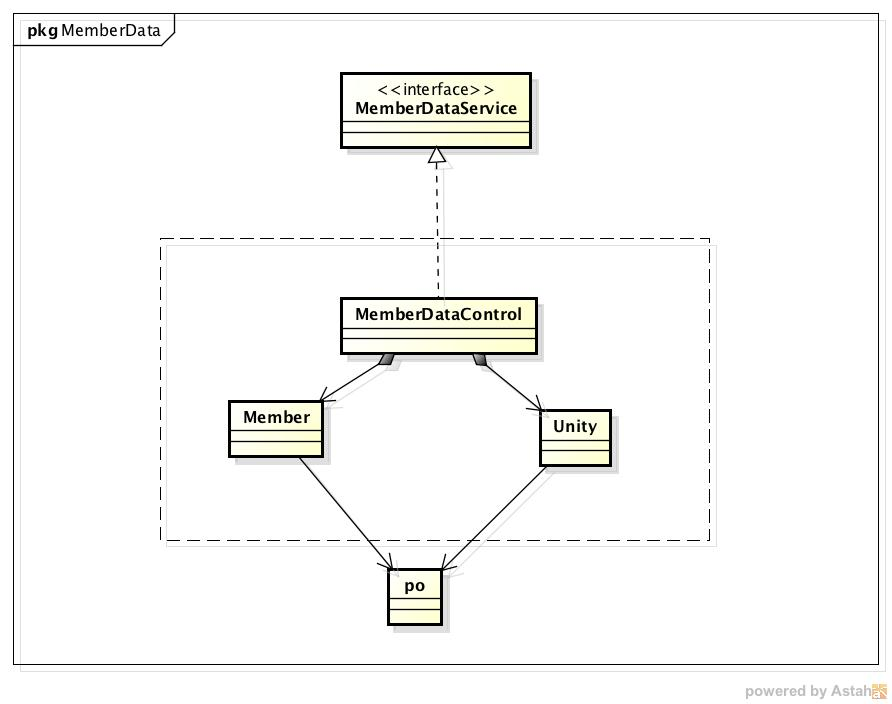 pkg MemberData
<<interface>>
MemberDataService
MemberDataControl
Member
Unity
po
powered by Astah